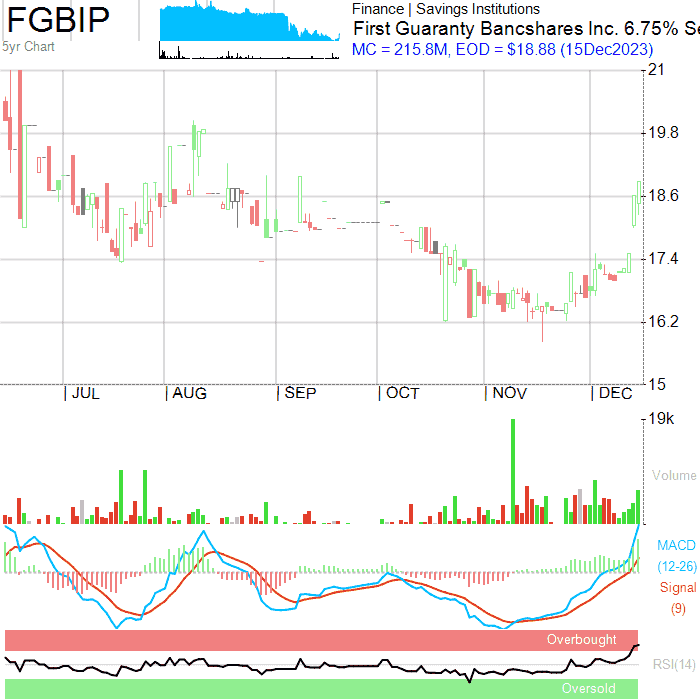 FGBIP
5yr Chart
Finance | Savings Institutions
First Guaranty Bancshares Inc. 6.75% Se
MC = 215.8M, EOD = $18.88 (15Dec2023)
21
19.8
18.6
17.4
16.2
15
| JUL | AUG | SEP | OCT | NOV | DEC
19k
Volume
MACD
(12-26)
Signal
(9)
Overbought
RSI(14)
Oversold